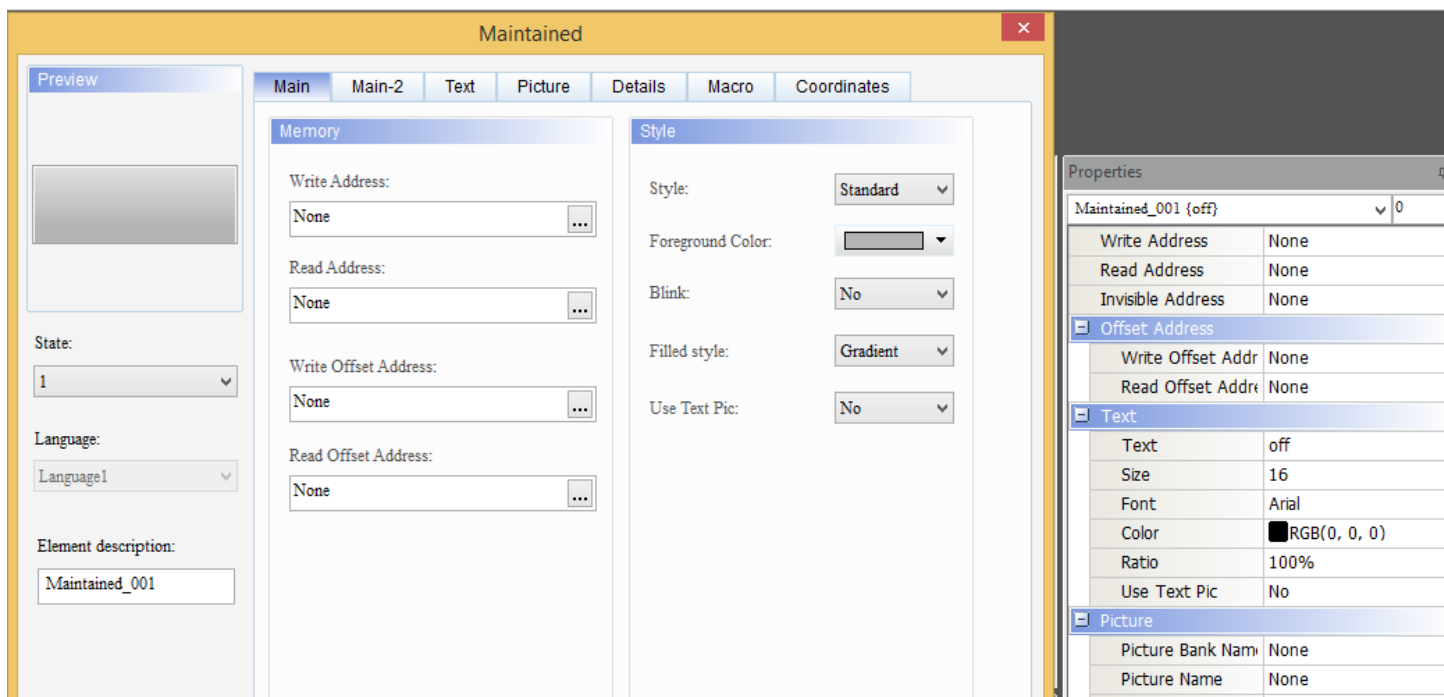 Maintained
Preview
Main Main-2 Text Picture Details Macro Coordinates
Memory
Write Address:
None
...
Read Address:
None
...
Write Offset Address:
None
...
Read Offset Address:
None
...
Style
Style: Standard
Foreground Color:
Blink: No
Filled style: Gradient
Use Text Pic: No
State:
1
Language:
Language1
Element description:
Maintained_001
Properties
Maintained_001 {off} 0
Write Address None
Read Address None
Invisible Address None
Offset Address
Write Offset Addr None
Read Offset Addre None
Text
Text off
Size 16
Font Arial
Color RGB(0, 0, 0)
Ratio 100%
Use Text Pic No
Picture
Picture Bank Nam None
Picture Name None